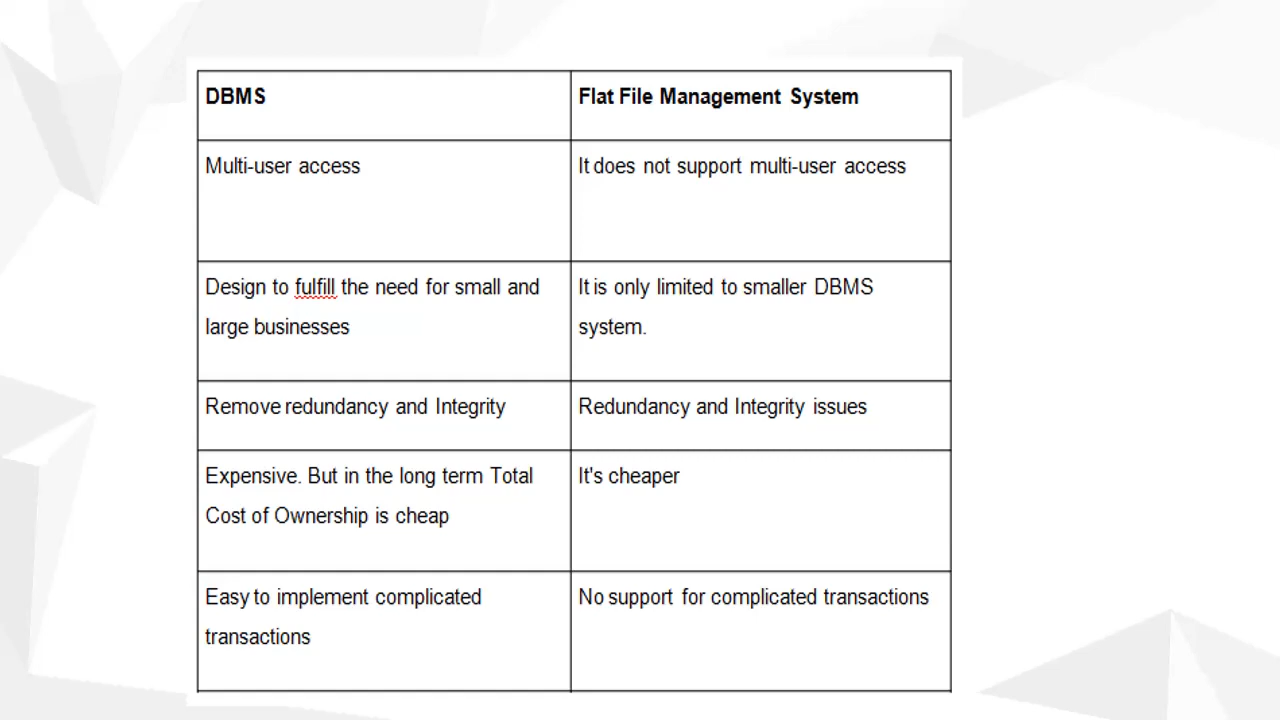 DBMS
Flat File Management System
Multi-user access
It does not support multi-user access
Design to fulfill the need for small and
large businesses
It is only limited to smaller DBMS
system.
Remove redundancy and Integrity
Redundancy and Integrity issues
Expensive. But in the long term Total
Cost of Ownership is cheap
It's cheaper
Easy to implement complicated
transactions
No support for complicated transactions